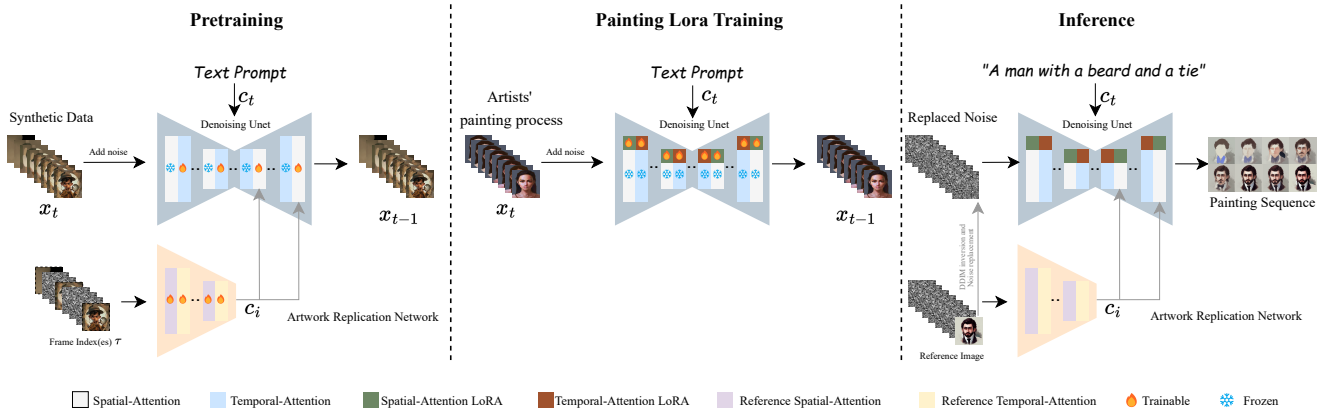 Pretraining
Text Prompt
c_t
Synthetic Data
Denoising Unet
Add noise
x_t
x_{t-1}
c_i
Artwork Replication Network
Frame Index(es) τ
Painting Lora Training
Text Prompt
c_t
Artists'
painting process
Denoising Unet
Add noise
x_t
x_{t-1}
Inference
"A man with a beard and a tie"
c_t
Replaced Noise
Denoising Unet
Painting Sequence
DDIM inversion and
Noise replacement
c_i
Artwork Replication Network
Reference Image
Spatial-Attention
Temporal-Attention
Spatial-Attention LoRA
Temporal-Attention LoRA
Reference Spatial-Attention
Reference Temporal-Attention
Trainable
Frozen